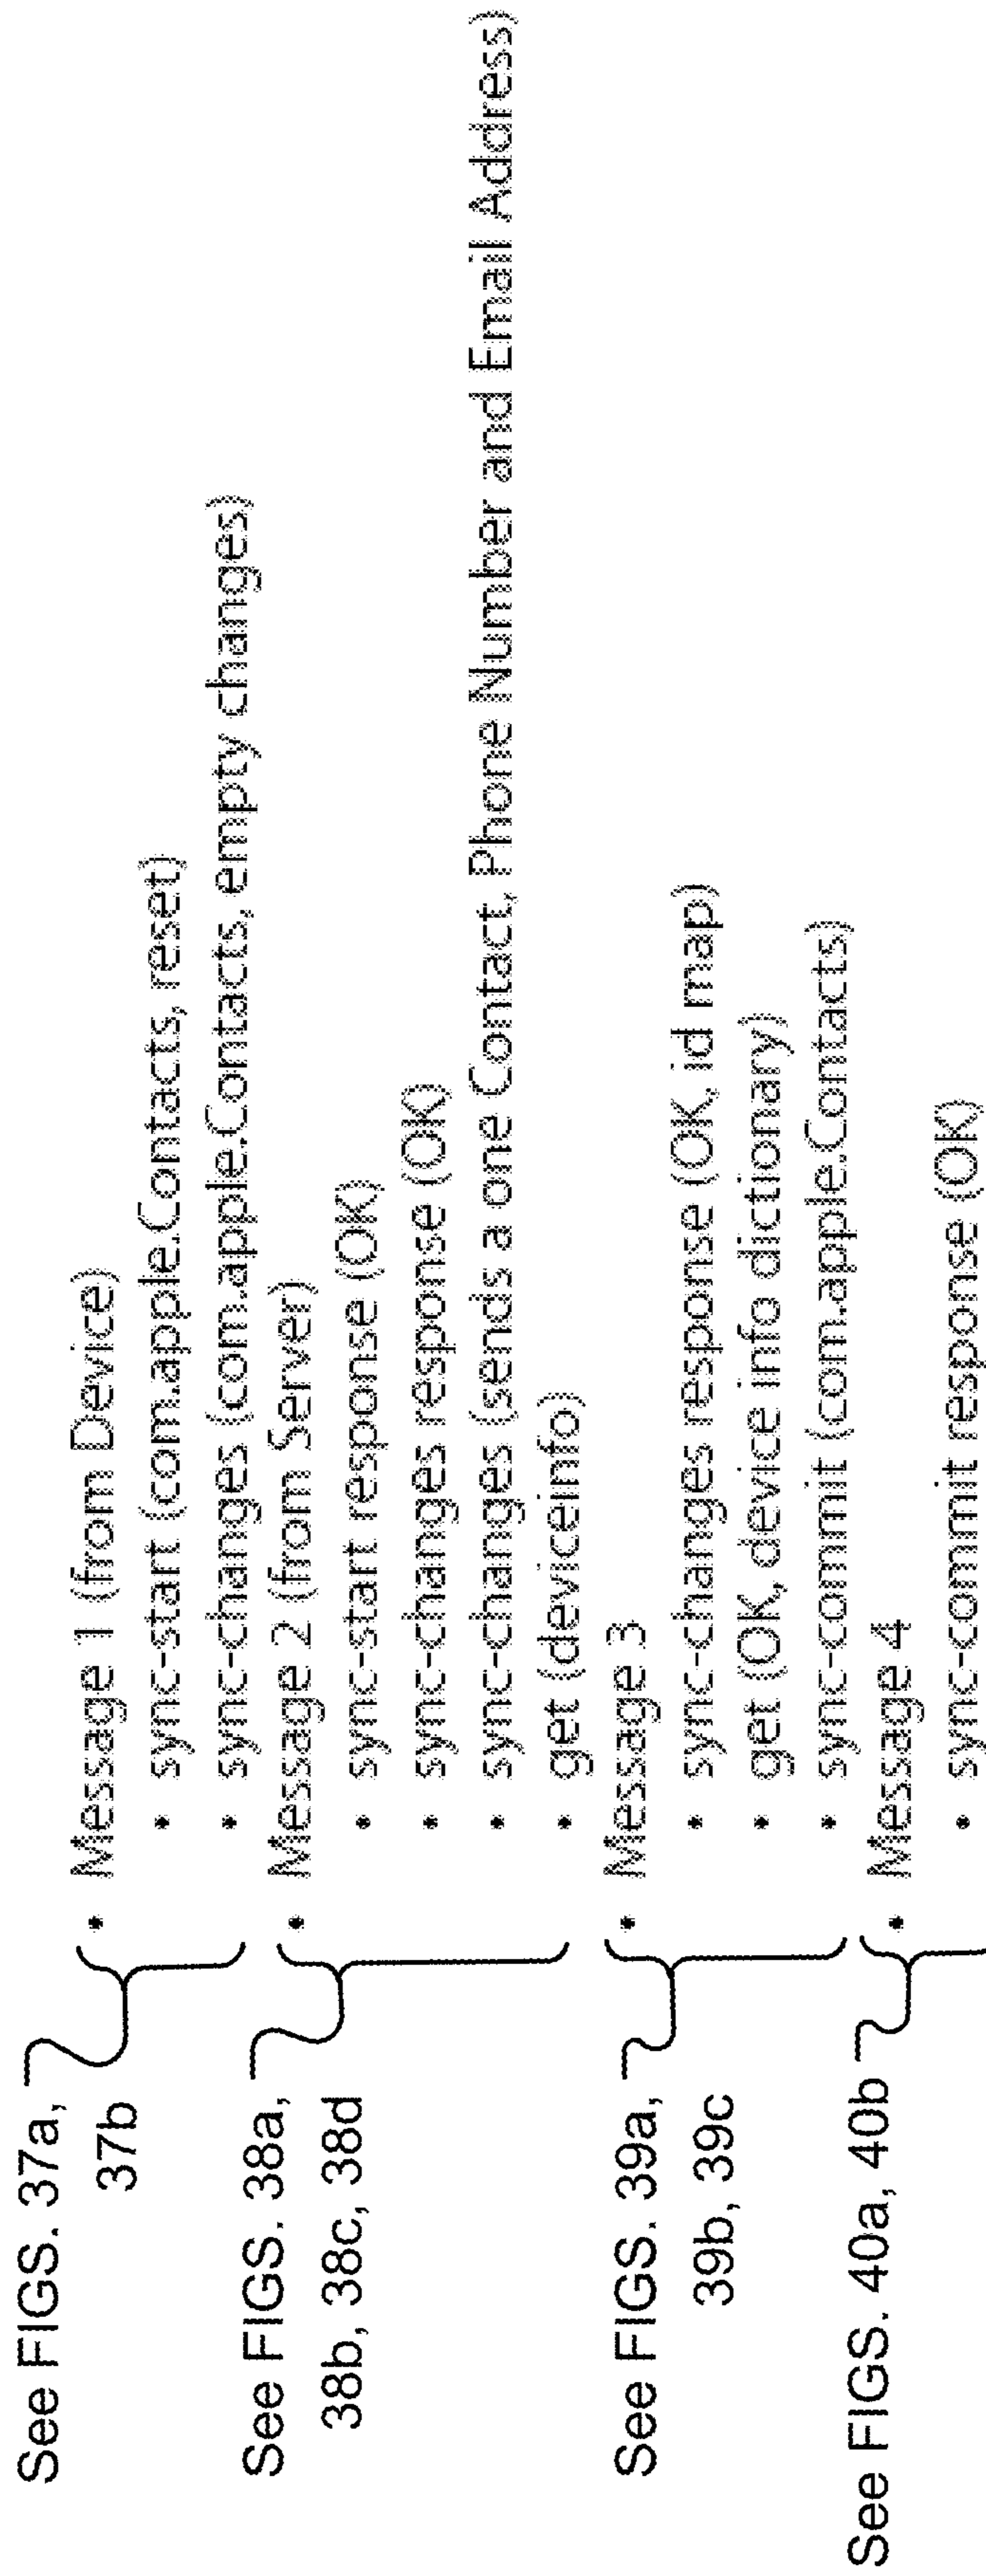 See FIGS. 37a,
37b
• Message 1 (from Device)
• sync-start (com.apple.Contacts, reset)
• sync-changes (com.apple.Contacts, empty changes)
See FIGS. 38a,
38b, 38c, 38d
• Message 2 (from Server)
• sync-start response (OK)
• sync-changes response (OK)
• sync-changes (sends a one Contact, Phone Number and Email Address)
• get (deviceinfo)
See FIGS. 39a,
39b, 39c
• Message 3
• sync-changes response (OK, id map)
• get (OK, device info dictionary)
• sync-commit (com.apple.Contacts)
See FIGS. 40a, 40b
• Message 4
• sync-commit response (OK)